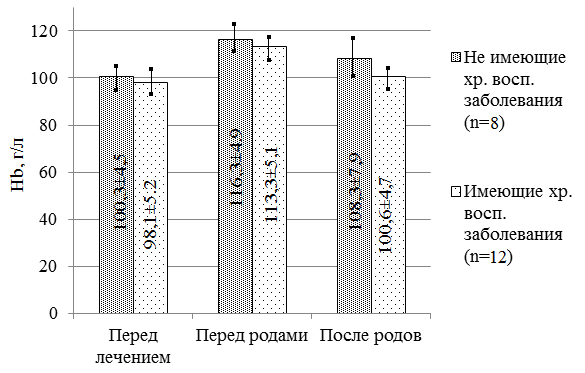 Hb, г/л
120
100
80
60
40
20
0
100,3±4,5
98,1±5,2
116,3±4,9
113,3±5,1
108,3±7,9
100,6±4,7
Перед
лечением
Перед родами
После родов
Не имеющие
хр. восп.
заболевания
(n=8)
Имеющие хр.
восп.
заболевания
(n=12)